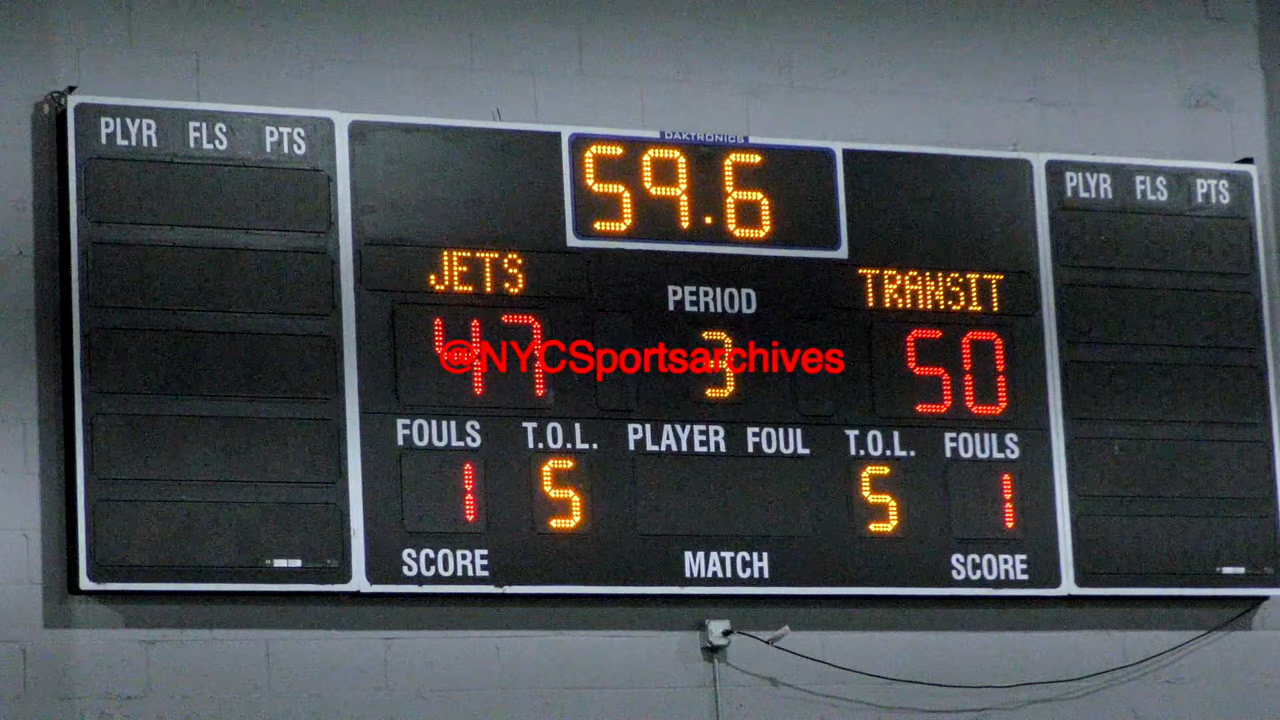 DAKTRONICS
PLYR FLS PTS
59.6
PLYR FLS PTS
JETS TRANSIT
PERIOD
47 3 50
@NYCSportsarchives
FOULS T.O.L. PLAYER FOUL T.O.L. FOULS
1 5 5 1
SCORE MATCH SCORE